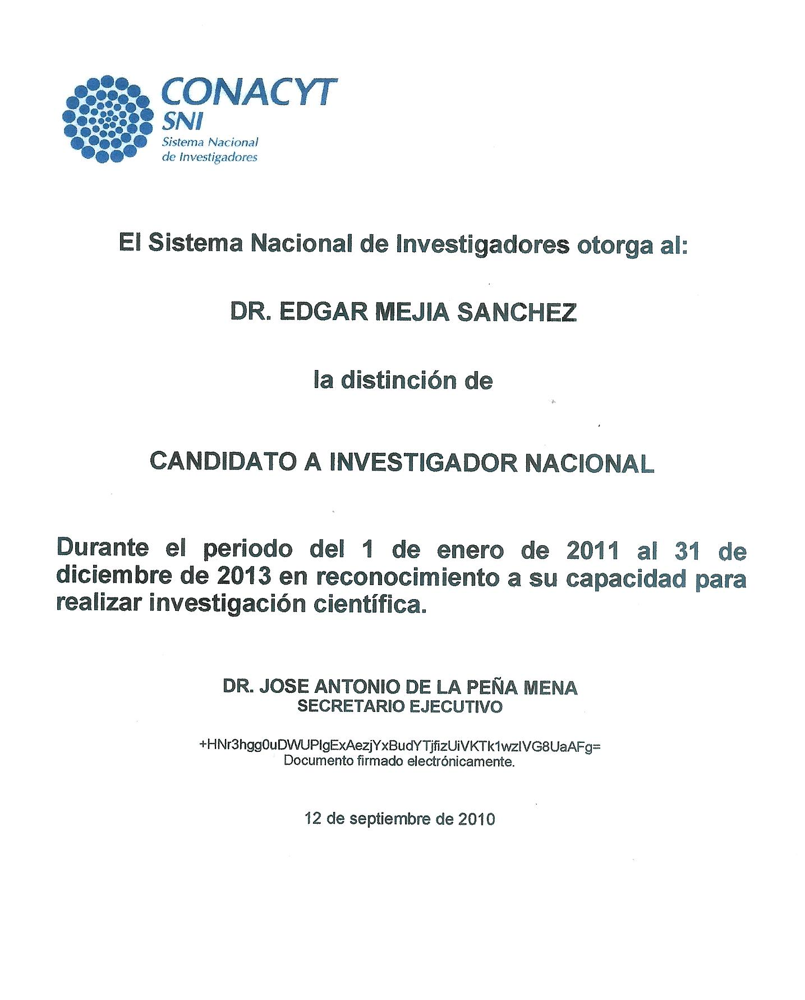 CONACYT
SNI
Sistema Nacional
de Investigadores
El Sistema Nacional de Investigadores otorga al:
DR. EDGAR MEJIA SANCHEZ
la distinción de
CANDIDATO A INVESTIGADOR NACIONAL
Durante el periodo del 1 de enero de 2011 al 31 de
diciembre de 2013 en reconocimiento a su capacidad para
realizar investigación científica.
DR. JOSE ANTONIO DE LA PEÑA MENA
SECRETARIO EJECUTIVO
+HNr3hgg0uDWUPlgExAezjYxBudYTjfizUiVKTk1wzIVG8UaAFg=
Documento firmado electrónicamente.
12 de septiembre de 2010